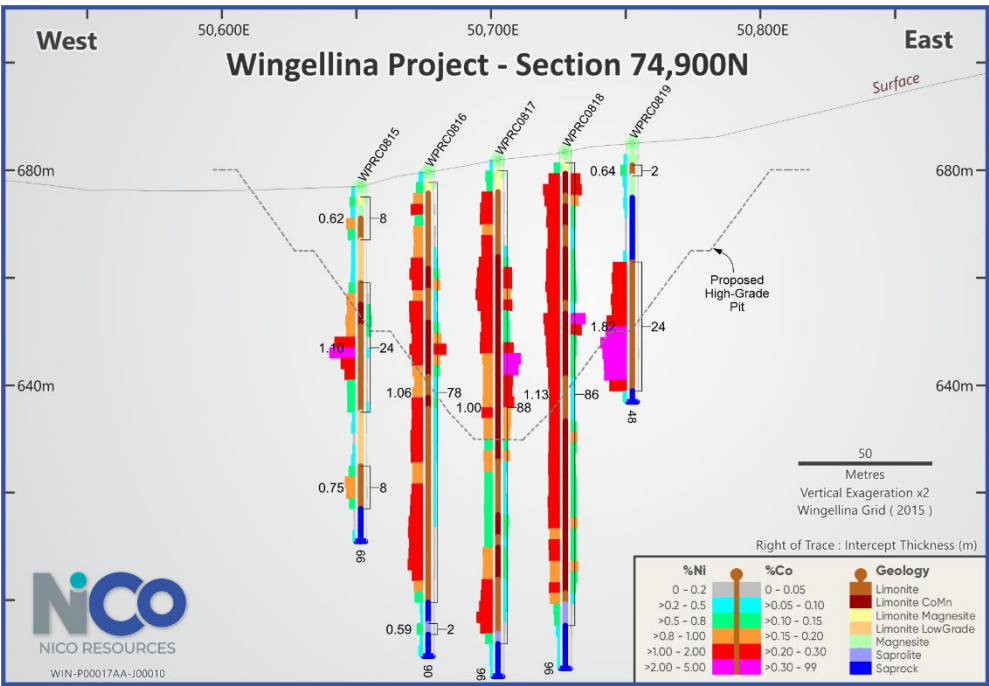 50,600E 50,700E 50,800E
West
East
Wingellina Project - Section 74,900N
Surface
WPRC0815
WPRC0816
WPRC0817
WPRC0818
WPRC0819
680m
680m
0.64
2
0.62
8
Proposed
High-Grade
Pit
1.82
24
1.10
24
640m
640m
1.06
78
1.00
88
1.13
86
48
50
Metres
Vertical Exageration x2
Wingellina Grid ( 2015 )
0.75
8
66
Right of Trace : Intercept Thickness (m)
%Ni %Co Geology
0 - 0.2 0 - 0.05 Limonite
>0.2 - 0.5 >0.05 - 0.10 Limonite CoMn
>0.5 - 0.8 >0.10 - 0.15 Limonite Magnesite
>0.8 - 1.00 >0.15 - 0.20 Limonite LowGrade
>1.00 - 2.00 >0.20 - 0.30 Magnesite
>2.00 - 5.00 >0.30 - 99 Saprolite
Saprock
0.59
2
90
96
96
NiCo
NICO RESOURCES
WIN-P00017AA-J00010